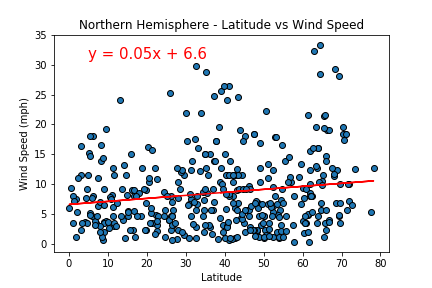 Northern Hemisphere - Latitude vs Wind Speed
y = 0.05x + 6.6
Wind Speed (mph)
35
30
25
20
15
10
5
0
0 10 20 30 40 50 60 70 80
Latitude